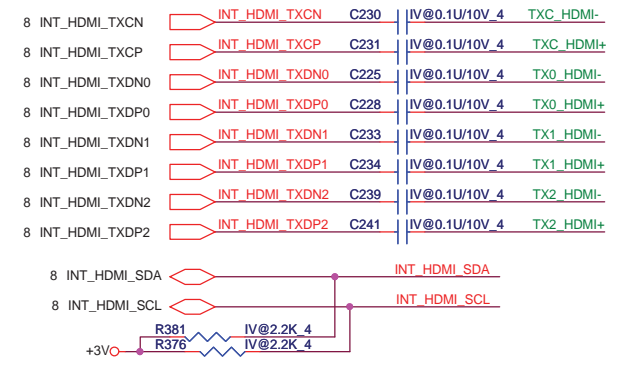 8 INT_HDMI_TXCN INT_HDMI_TXCN C230 IV@0.1U/10V_4 TXC_HDMI-
8 INT_HDMI_TXCP INT_HDMI_TXCP C231 IV@0.1U/10V_4 TXC_HDMI+
8 INT_HDMI_TXDN0 INT_HDMI_TXDN0 C225 IV@0.1U/10V_4 TX0_HDMI-
8 INT_HDMI_TXDP0 INT_HDMI_TXDP0 C228 IV@0.1U/10V_4 TX0_HDMI+
8 INT_HDMI_TXDN1 INT_HDMI_TXDN1 C233 IV@0.1U/10V_4 TX1_HDMI-
8 INT_HDMI_TXDP1 INT_HDMI_TXDP1 C234 IV@0.1U/10V_4 TX1_HDMI+
8 INT_HDMI_TXDN2 INT_HDMI_TXDN2 C239 IV@0.1U/10V_4 TX2_HDMI-
8 INT_HDMI_TXDP2 INT_HDMI_TXDP2 C241 IV@0.1U/10V_4 TX2_HDMI+
8 INT_HDMI_SDA INT_HDMI_SDA
8 INT_HDMI_SCL INT_HDMI_SCL
R381 IV@2.2K_4
+3V R376 IV@2.2K_4